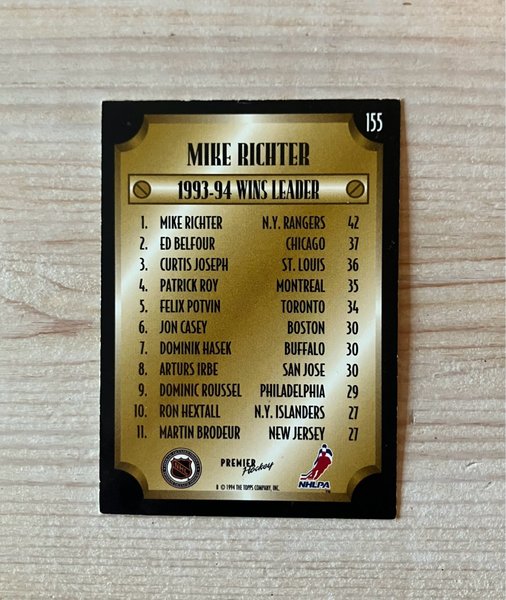 155
MIKE RICHTER
1993-94 WINS LEADER
1. MIKE RICHTER N.Y. RANGERS 42
2. ED BELFOUR CHICAGO 37
3. CURTIS JOSEPH ST. LOUIS 36
4. PATRICK ROY MONTREAL 35
5. FELIX POTVIN TORONTO 34
6. JON CASEY BOSTON 30
7. DOMINIK HASEK BUFFALO 30
8. ARTURS IRBE SAN JOSE 30
9. DOMINIC ROUSSEL PHILADELPHIA 29
10. RON HEXTALL N.Y. ISLANDERS 27
11. MARTIN BRODEUR NEW JERSEY 27
NHL
PREMIER
Hockey
NHLPA
B © 1994 THE TOPPS COMPANY, INC.